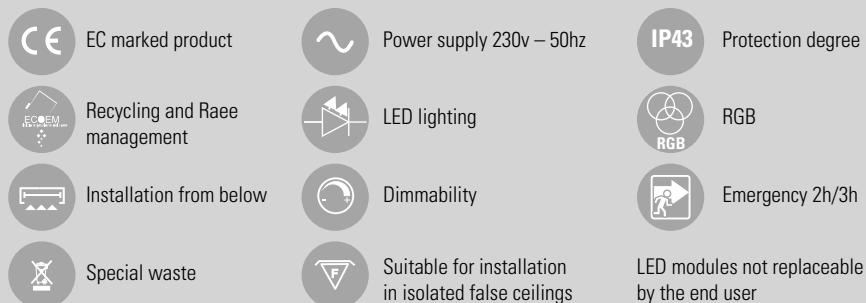 CE
EC marked product
Power supply 230v – 50hz
IP43
Protection degree
ECOEM
Recycling and Raee
management
LED lighting
RGB
RGB
Installation from below
- +
Dimmability
Emergency 2h/3h
Special waste
F
Suitable for installation
in isolated false ceilings
LED modules not replaceable
by the end user